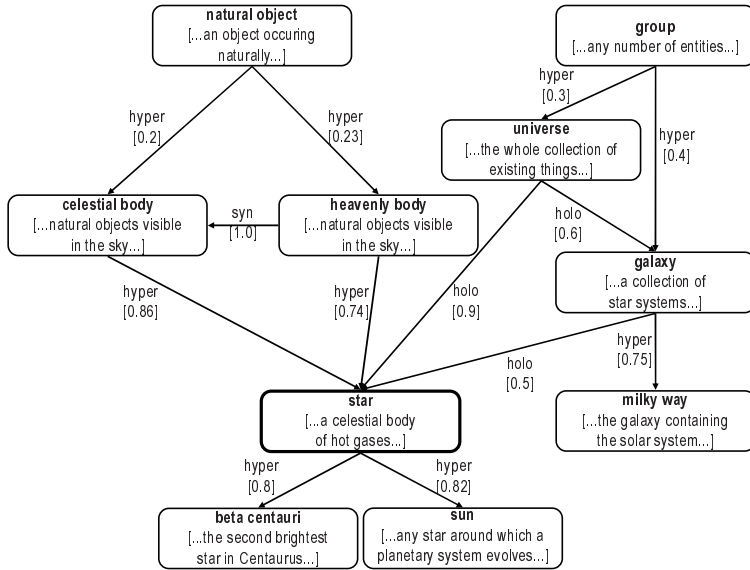 natural object
[...an object occuring
naturally...]
group
[...any number of entities...]
hyper
[0.3]
hyper
[0.2]
hyper
[0.23]
universe
[...the whole collection of
existing things...]
hyper
[0.4]
celestial body
[...natural objects visible
in the sky...]
syn
[1.0]
heavenly body
[...natural objects visible
in the sky...]
holo
[0.6]
galaxy
[...a collection of
star systems...]
hyper
[0.86]
hyper
[0.74]
holo
[0.9]
hyper
[0.75]
holo
[0.5]
star
[...a celestial body
of hot gases...]
milky way
[...the galaxy containing
the solar system...]
hyper
[0.8]
hyper
[0.82]
beta centauri
[...the second brightest
star in Centaurus...]
sun
[...any star around which a
planetary system evolves...]